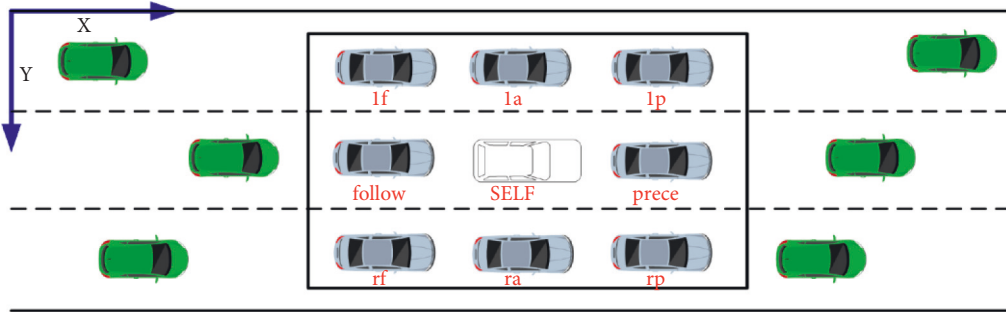 X
Y
1f 1a 1p
follow SELF prece
rf ra rp